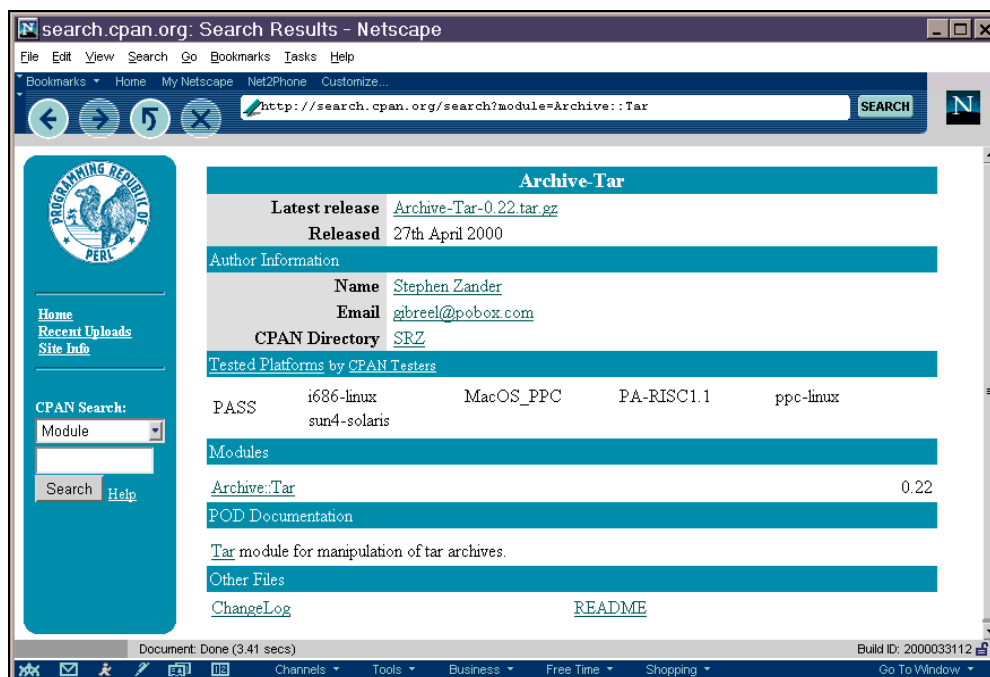 search.cpan.org: Search Results - Netscape
File Edit View Search Go Bookmarks Tasks Help
Bookmarks Home My Netscape Net2Phone Customize...
http://search.cpan.org/search?module=Archive::Tar SEARCH N
PROGRAMMING REPUBLIC OF PERL
Home
Recent Uploads
Site Info
CPAN Search:
Module
Search Help
Archive-Tar
Latest release Archive-Tar-0.22.tar.gz
Released 27th April 2000
Author Information
Name Stephen Zander
Email gibreel@pobox.com
CPAN Directory SRZ
Tested Platforms by CPAN Testers
PASS i686-linux MacOS_PPC PA-RISC1.1 ppc-linux
sun4-solaris
Modules
Archive::Tar 0.22
POD Documentation
Tar module for manipulation of tar archives.
Other Files
ChangeLog README
Document: Done (3.41 secs) Build ID: 2000033112
Channels Tools Business Free Time Shopping Go To Window